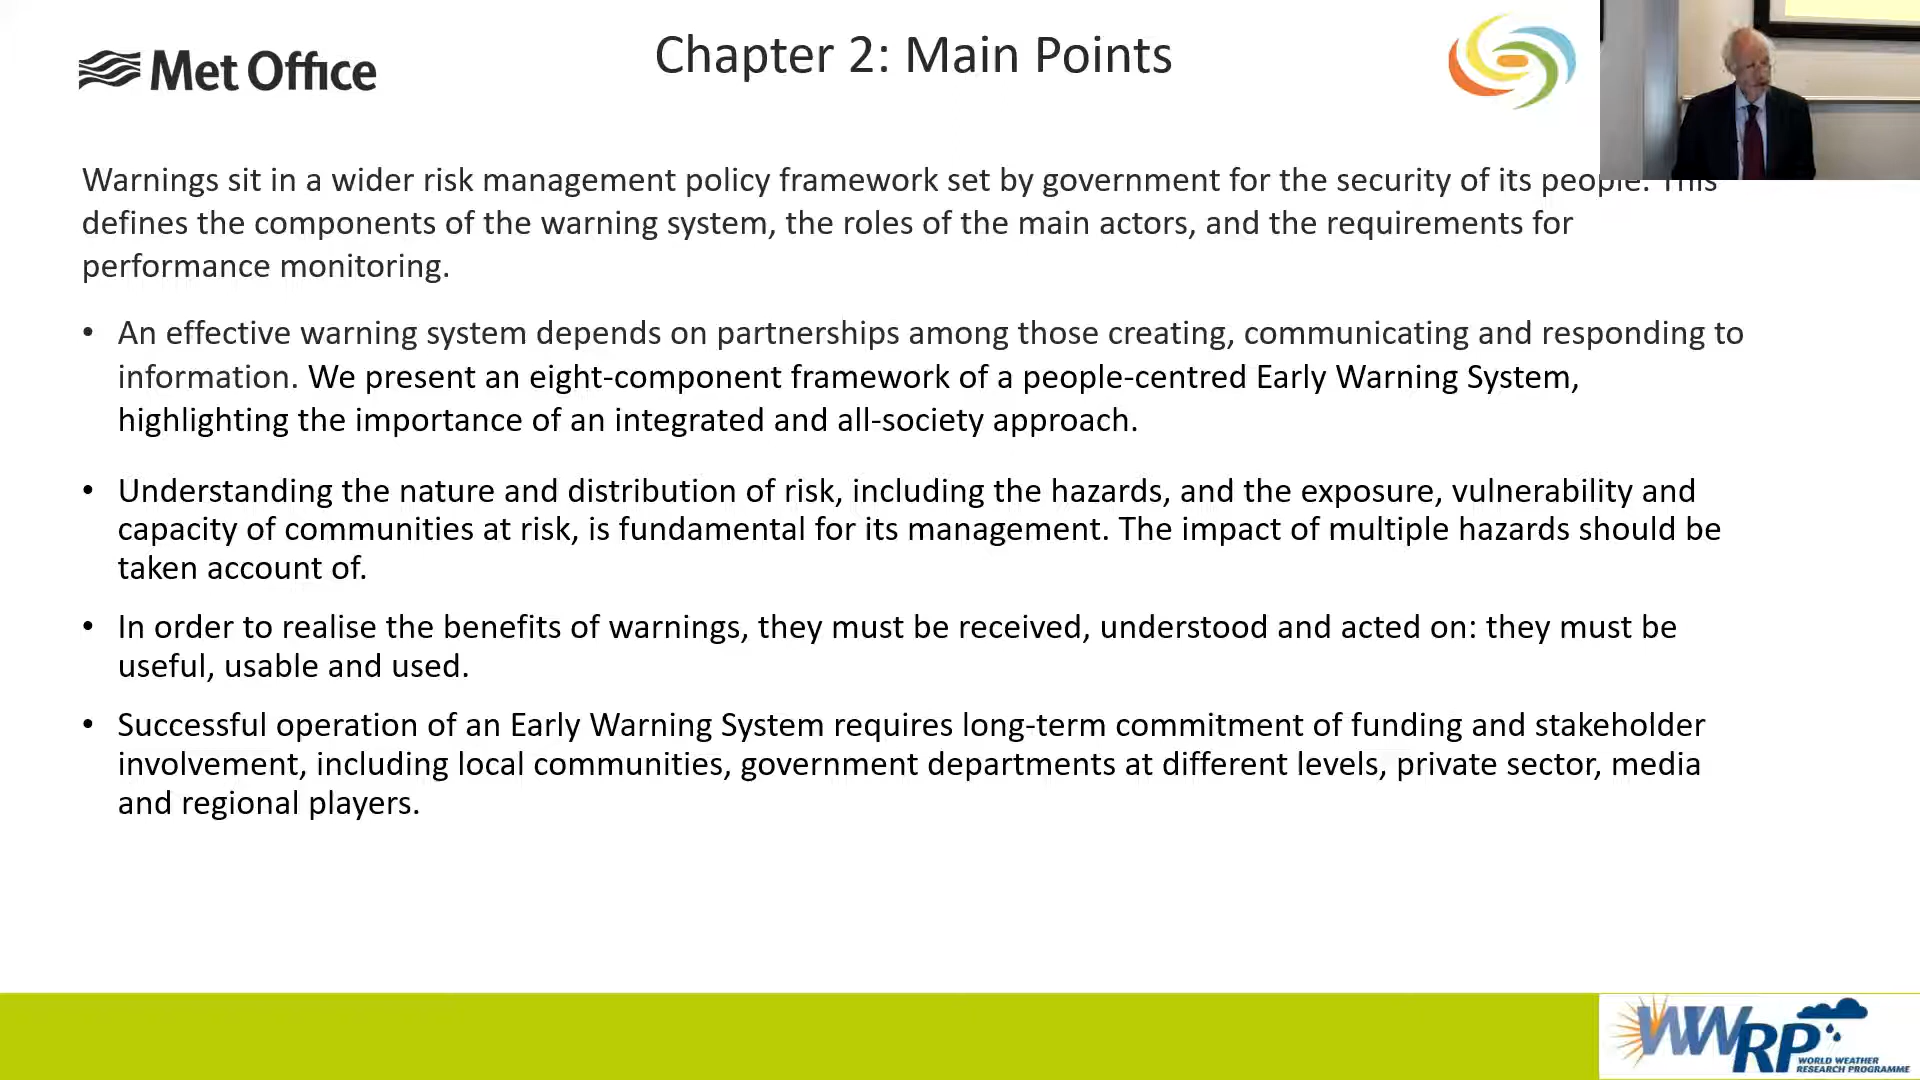 Met Office
Chapter 2: Main Points
Warnings sit in a wider risk management policy framework set by government for the security of its people. This
defines the components of the warning system, the roles of the main actors, and the requirements for
performance monitoring.
• An effective warning system depends on partnerships among those creating, communicating and responding to
information. We present an eight-component framework of a people-centred Early Warning System,
highlighting the importance of an integrated and all-society approach.
• Understanding the nature and distribution of risk, including the hazards, and the exposure, vulnerability and
capacity of communities at risk, is fundamental for its management. The impact of multiple hazards should be
taken account of.
• In order to realise the benefits of warnings, they must be received, understood and acted on: they must be
useful, usable and used.
• Successful operation of an Early Warning System requires long-term commitment of funding and stakeholder
involvement, including local communities, government departments at different levels, private sector, media
and regional players.
WWRP
WORLD WEATHER
RESEARCH PROGRAMME